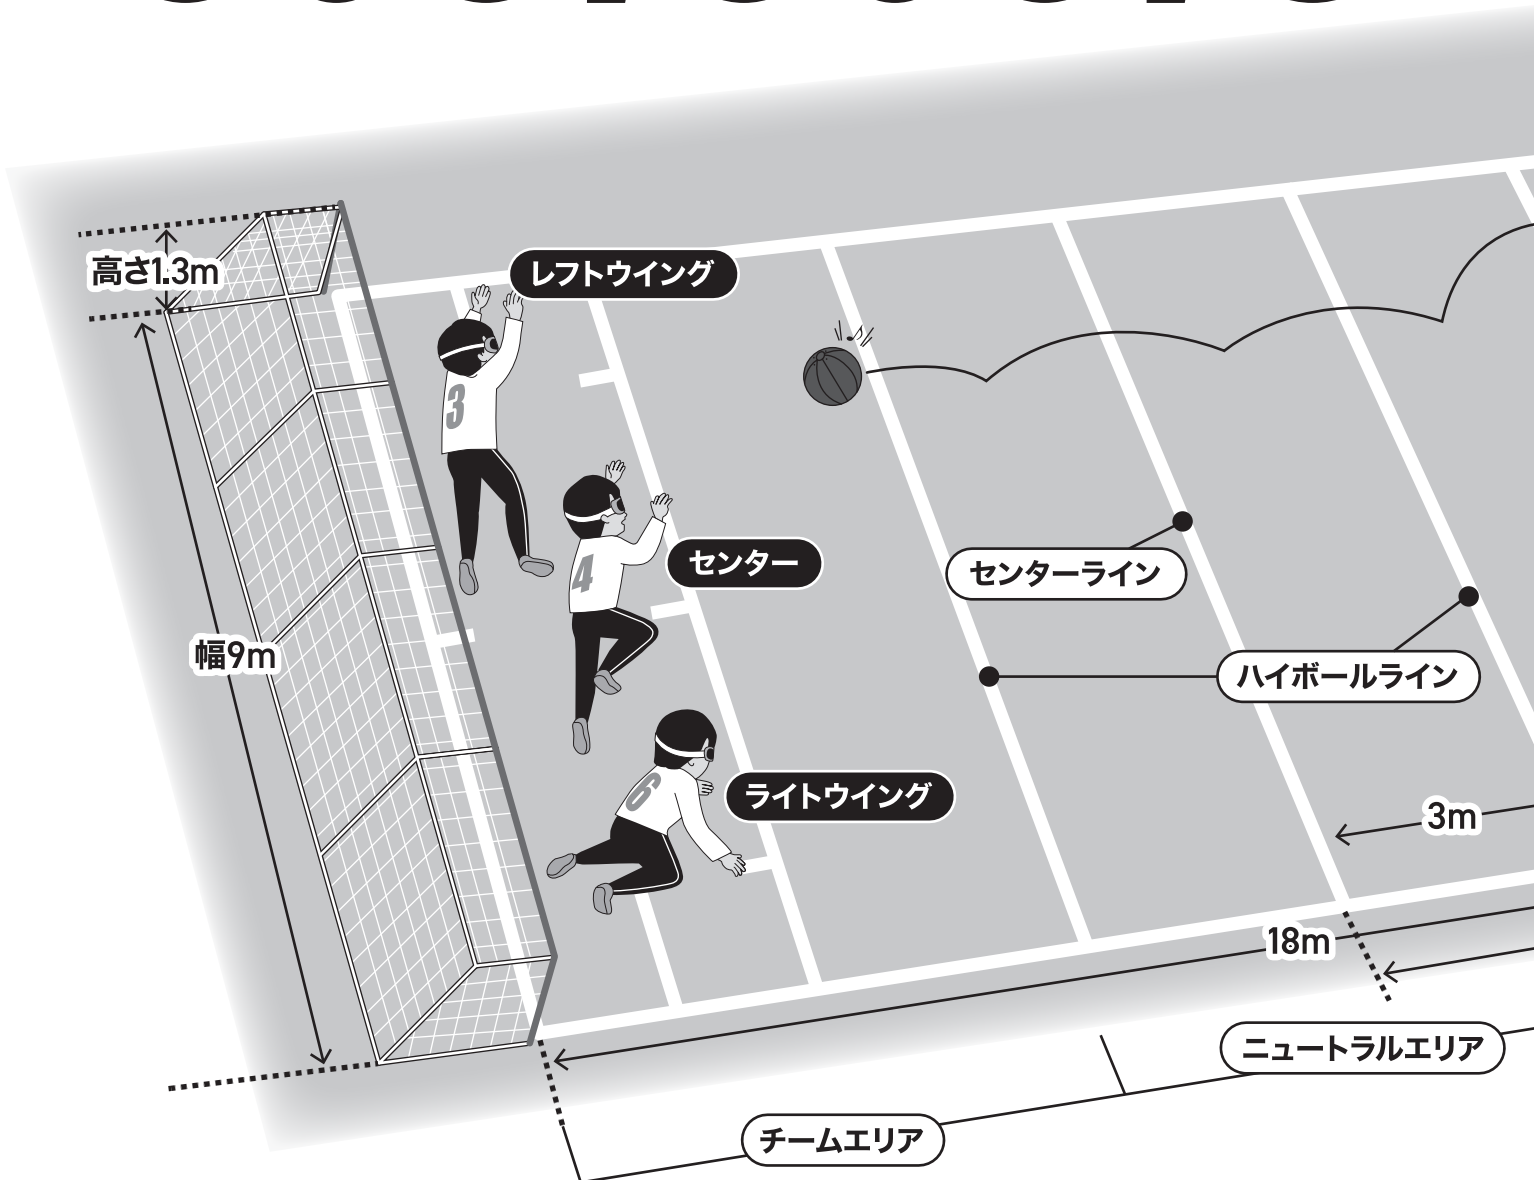 高さ1.3m
レフトウイング
3
4
センター
センターライン
幅9m
ハイボールライン
6
ライトウイング
3m
18m
ニュートラルエリア
チームエリア